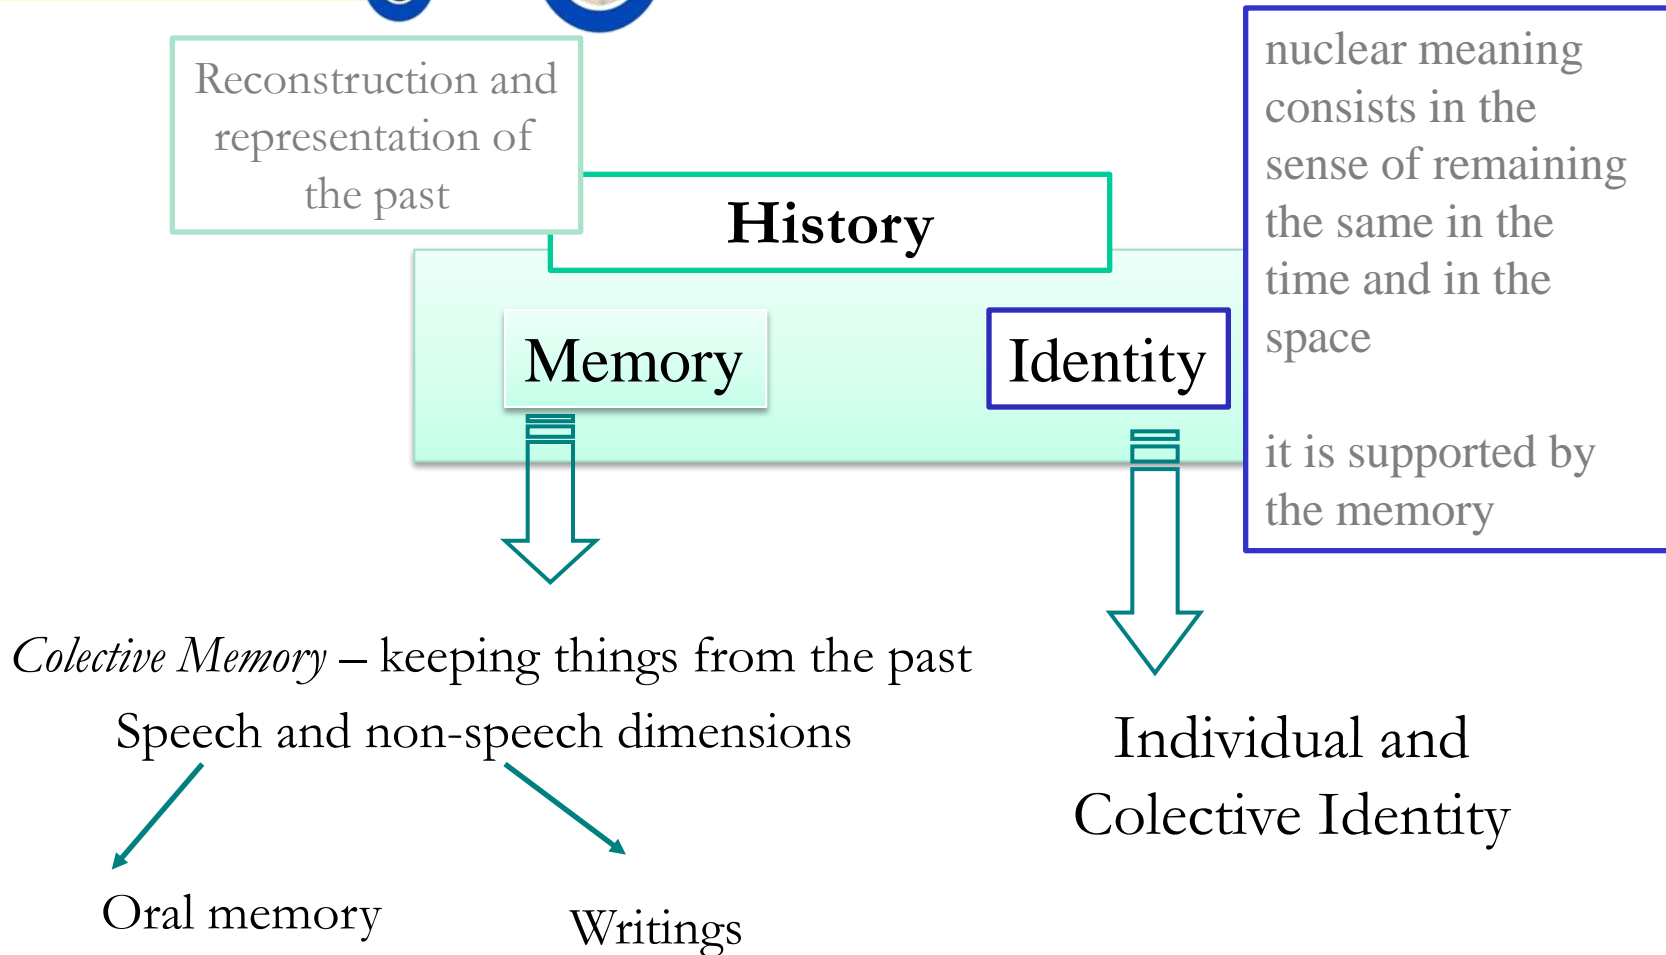 Reconstruction and
representation of
the past
History
nuclear meaning
consists in the
sense of remaining
the same in the
time and in the
space
it is supported by
the memory
Memory
Identity
Colective Memory – keeping things from the past
Speech and non-speech dimensions
Individual and
Colective Identity
Oral memory
Writings